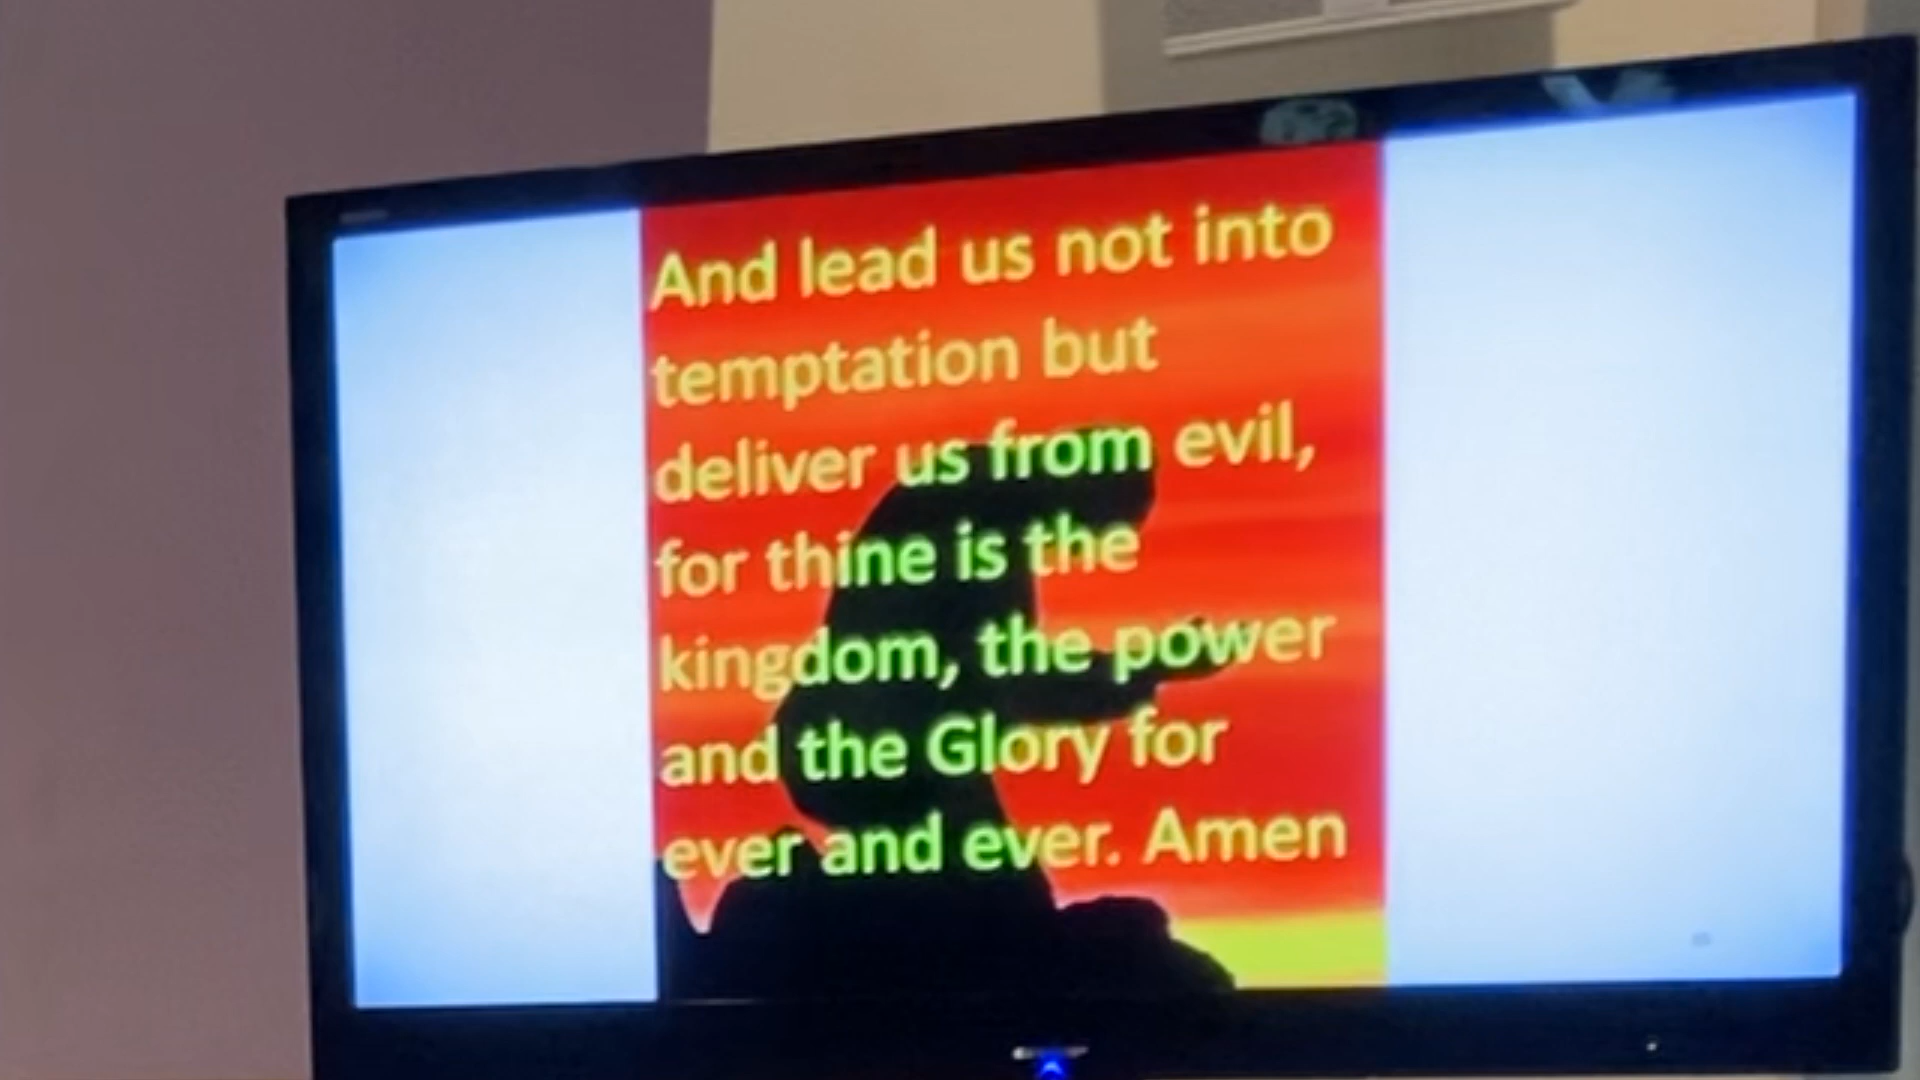 And lead us not into
temptation but
deliver us from evil,
for thine is the
kingdom, the power
and the Glory for
ever and ever. Amen